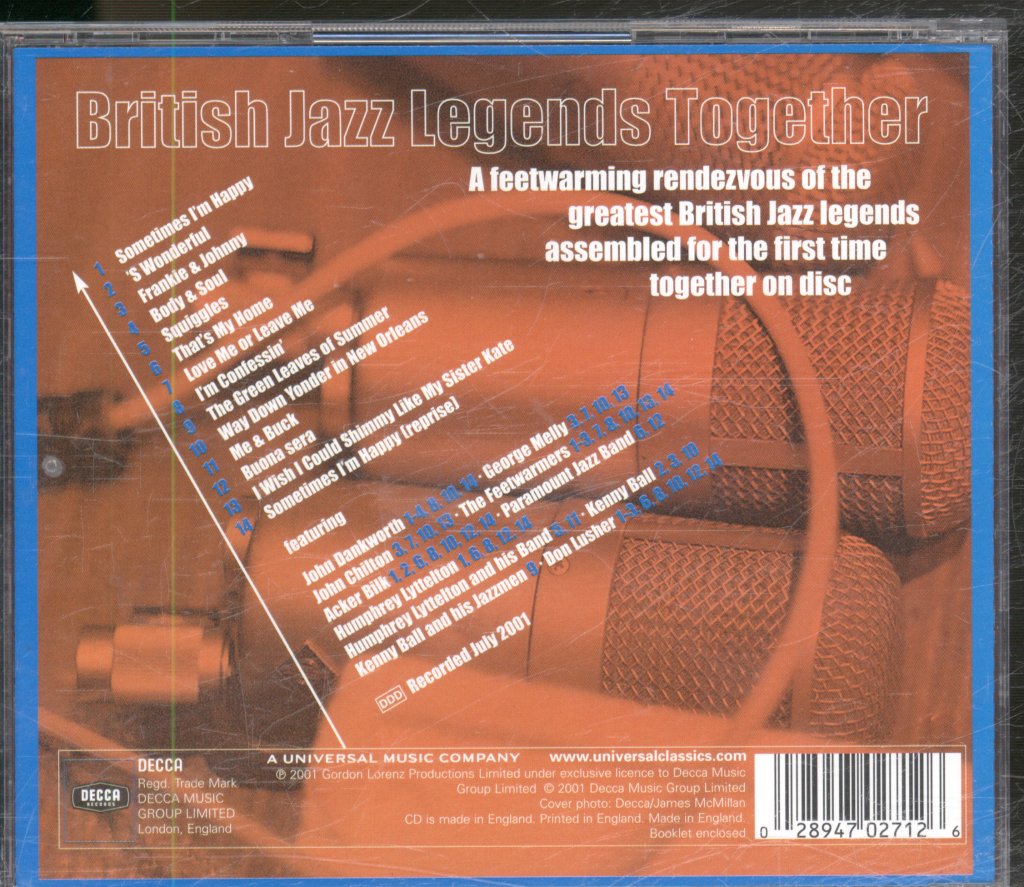 British Jazz Legends Together
A feetwarming rendezvous of the
greatest British Jazz legends
assembled for the first time
together on disc
1 Sometimes I'm Happy
2 'S Wonderful
3 Frankie & Johnny
4 Body & Soul
5 Squiggles
6 That's My Home
7 Love Me or Leave Me
8 I'm Confessin'
9 The Green Leaves of Summer
10 Way Down Yonder in New Orleans
11 Me & Buck
12 Buona sera
13 I Wish I Could Shimmy Like My Sister Kate
14 Sometimes I'm Happy (reprise)
featuring
John Dankworth 1-4, 8, 10, 14 · George Melly 3, 7, 10, 13
John Chilton 3, 7, 10, 13 · The Feetwarmers 1-3, 7, 8, 10, 13, 14
Acker Bilk 1, 2, 6, 8, 10, 12, 14 · Paramount Jazz Band 6, 12
Humphrey Lyttelton 1, 6, 8, 12, 14
Humphrey Lyttelton and his Band 5, 11 · Kenny Ball 2, 3, 10
Kenny Ball and his Jazzmen 9 · Don Lusher 1-3, 6, 8, 10, 12, 14
DDD Recorded July 2001
DECCA
RECORDS
DECCA
Regd. Trade Mark
DECCA MUSIC
GROUP LIMITED
London, England
A UNIVERSAL MUSIC COMPANY www.universalclassics.com
℗ 2001 Gordon Lorenz Productions Limited under exclusive licence to Decca Music
Group Limited © 2001 Decca Music Group Limited
Cover photo: Decca/James McMillan
CD is made in England. Printed in England. Made in England.
Booklet enclosed
0 28947 02712 6